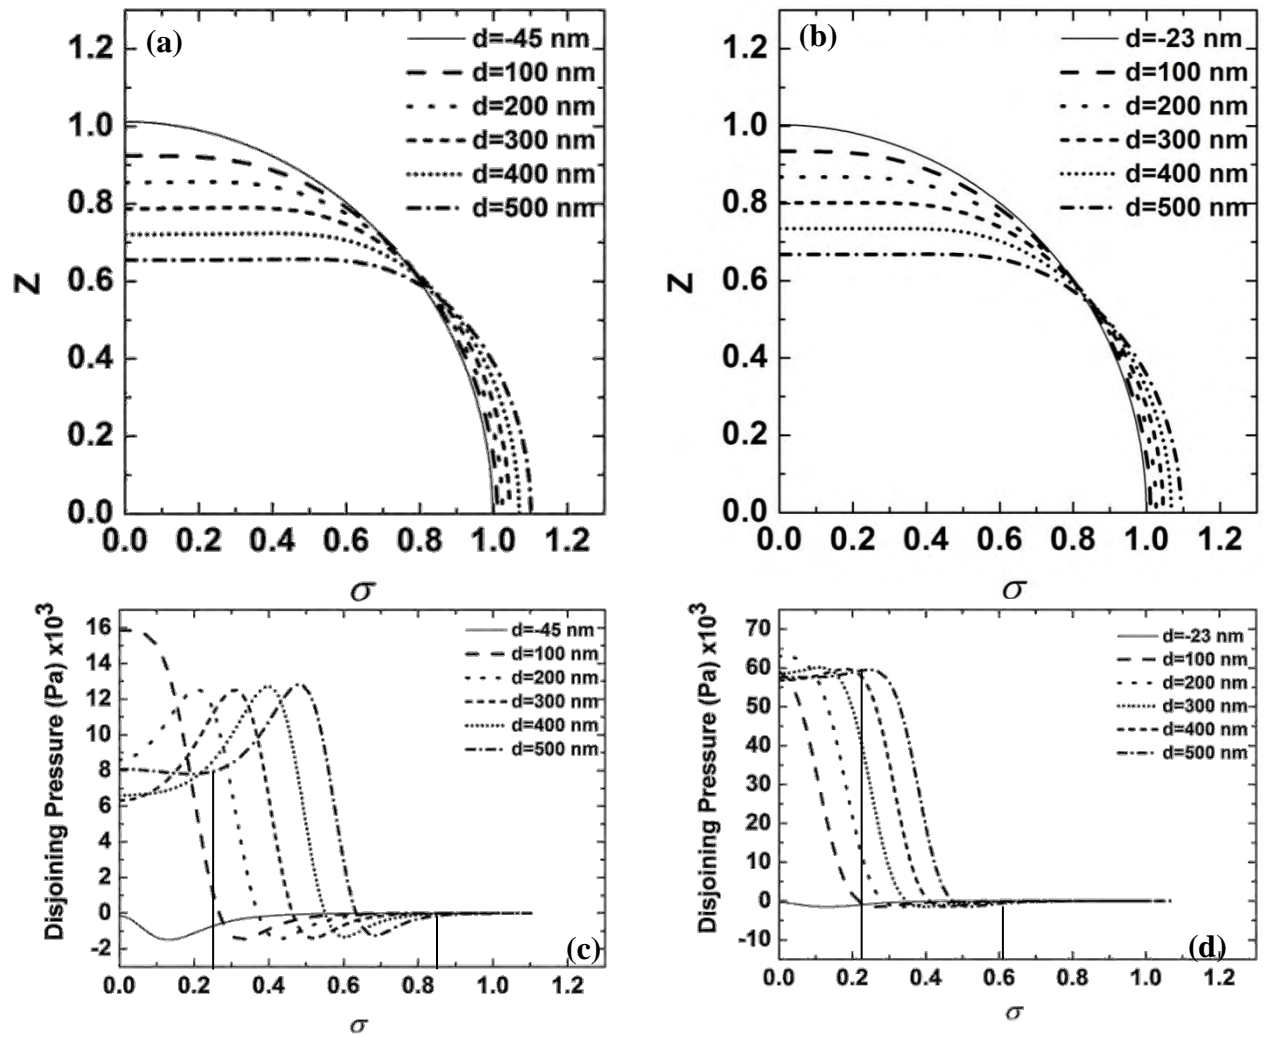 (a)
d=-45 nm
d=100 nm
d=200 nm
d=300 nm
d=400 nm
d=500 nm
1.2
1.0
0.8
0.6
0.4
0.2
0.0
Z
0.0 0.2 0.4 0.6 0.8 1.0 1.2
σ
(b)
d=-23 nm
d=100 nm
d=200 nm
d=300 nm
d=400 nm
d=500 nm
1.2
1.0
0.8
0.6
0.4
0.2
0.0
Z
0.0 0.2 0.4 0.6 0.8 1.0 1.2
σ
Disjoining Pressure (Pa) x10³
16
14
12
10
8
6
4
2
0
-2
d=-45 nm
d=100 nm
d=200 nm
d=300 nm
d=400 nm
d=500 nm
(c)
0.0 0.2 0.4 0.6 0.8 1.0 1.2
σ
Disjoining Pressure (Pa) x10³
70
60
50
40
30
20
10
0
-10
d=-23 nm
d=100 nm
d=200 nm
d=300 nm
d=400 nm
d=500 nm
(d)
0.0 0.2 0.4 0.6 0.8 1.0 1.2
σ